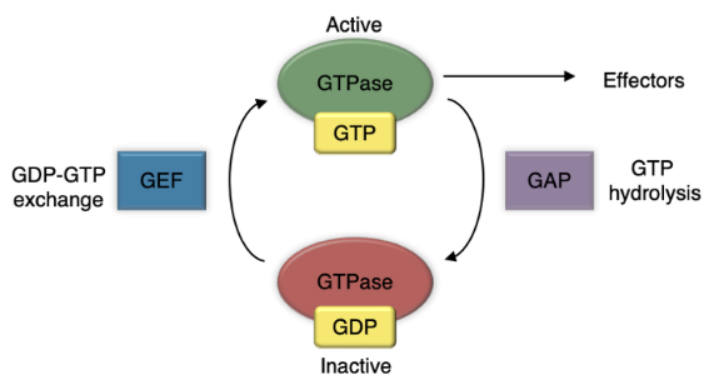 Active
GTPase
GTP
Effectors
GDP-GTP
exchange
GEF
GAP
GTP
hydrolysis
GTPase
GDP
Inactive